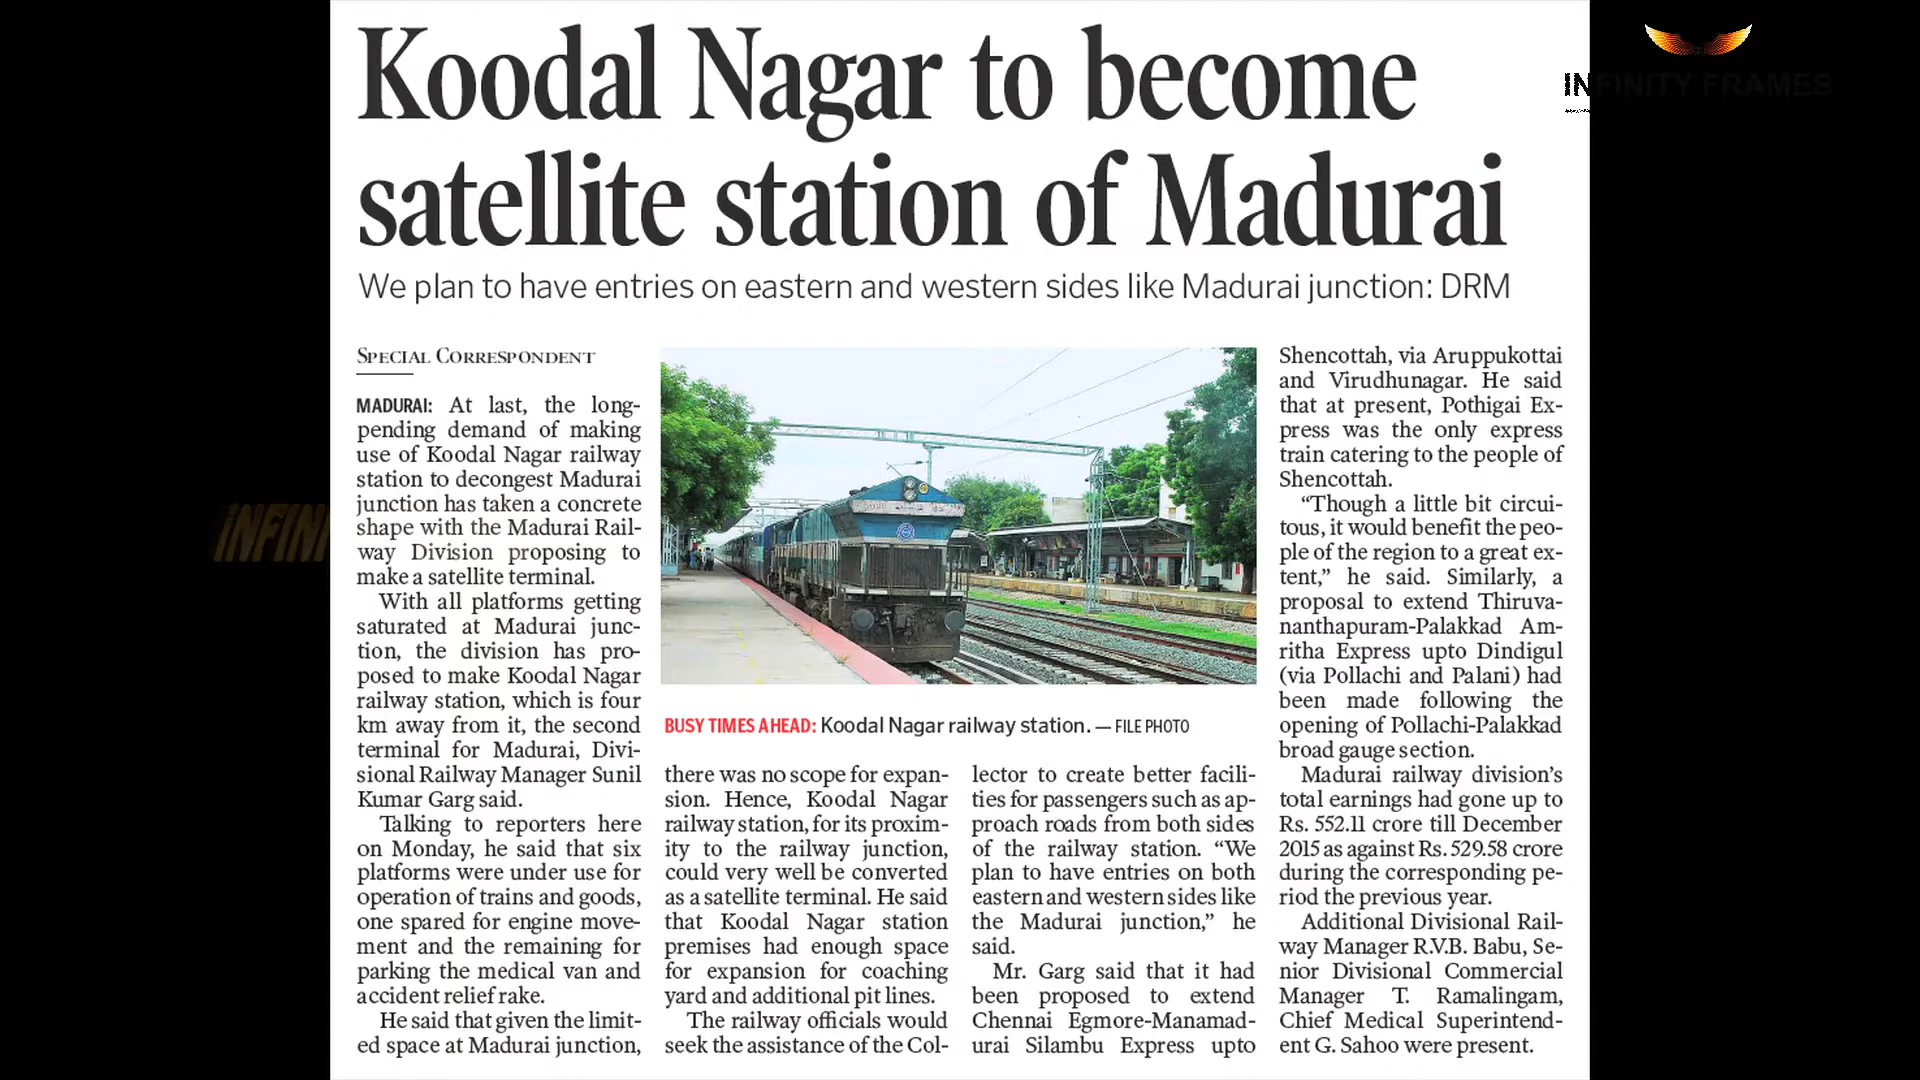 Koodal Nagar to become
satellite station of Madurai
We plan to have entries on eastern and western sides like Madurai junction: DRM
SPECIAL CORRESPONDENT
MADURAI: At last, the long-
pending demand of making
use of Koodal Nagar railway
station to decongest Madurai
junction has taken a concrete
shape with the Madurai Rail-
way Division proposing to
make a satellite terminal.
With all platforms getting
saturated at Madurai junc-
tion, the division has pro-
posed to make Koodal Nagar
railway station, which is four
km away from it, the second
terminal for Madurai, Divi-
sional Railway Manager Sunil
Kumar Garg said.
Talking to reporters here
on Monday, he said that six
platforms were under use for
operation of trains and goods,
one spared for engine move-
ment and the remaining for
parking the medical van and
accident relief rake.
He said that given the limit-
ed space at Madurai junction,
BUSY TIMES AHEAD: Koodal Nagar railway station. — FILE PHOTO
there was no scope for expan-
sion. Hence, Koodal Nagar
railway station, for its proxim-
ity to the railway junction,
could very well be converted
as a satellite terminal. He said
that Koodal Nagar station
premises had enough space
for expansion for coaching
yard and additional pit lines.
The railway officials would
seek the assistance of the Col-
lector to create better facili-
ties for passengers such as ap-
proach roads from both sides
of the railway station. “We
plan to have entries on both
eastern and western sides like
the Madurai junction,” he
said.
Mr. Garg said that it had
been proposed to extend
Chennai Egmore-Manamad-
urai Silambu Express upto
Shencottah, via Aruppukottai
and Virudhunagar. He said
that at present, Pothigai Ex-
press was the only express
train catering to the people of
Shencottah.
“Though a little bit circui-
tous, it would benefit the peo-
ple of the region to a great ex-
tent,” he said. Similarly, a
proposal to extend Thiruva-
nanthapuram-Palakkad Am-
ritha Express upto Dindigul
(via Pollachi and Palani) had
been made following the
opening of Pollachi-Palakkad
broad gauge section.
Madurai railway division’s
total earnings had gone up to
Rs. 552.11 crore till December
2015 as against Rs. 529.58 crore
during the corresponding pe-
riod the previous year.
Additional Divisional Rail-
way Manager R.V.B. Babu, Se-
nior Divisional Commercial
Manager T. Ramalingam,
Chief Medical Superintend-
ent G. Sahoo were present.
INFINITY FRAMES
INFINI